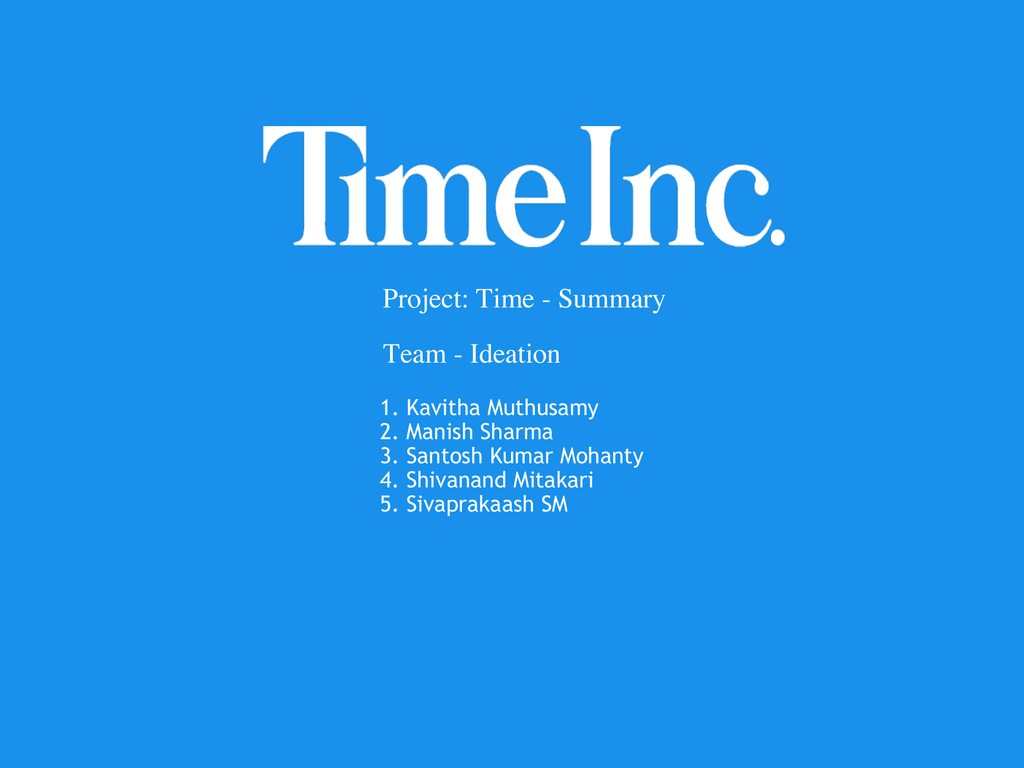 Time Inc.
Project: Time - Summary
Team - Ideation
1. Kavitha Muthusamy
2. Manish Sharma
3. Santosh Kumar Mohanty
4. Shivanand Mitakari
5. Sivaprakaash SM